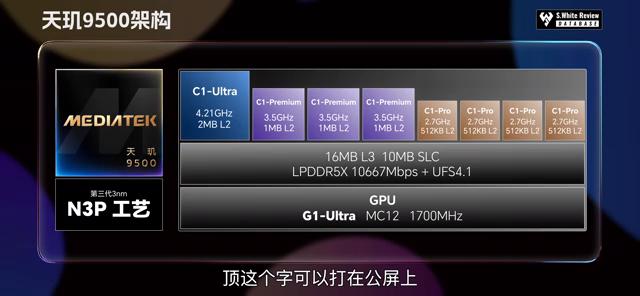 天玑9500架构
S.White Review
DATABASE
MEDIATEK
天 玑
9500
第三代3nm
N3P 工艺
C1-Ultra
4.21GHz
2MB L2
C1-Premium
3.5GHz
1MB L2
C1-Premium
3.5GHz
1MB L2
C1-Premium
3.5GHz
1MB L2
C1-Pro
2.7GHz
512KB L2
C1-Pro
2.7GHz
512KB L2
C1-Pro
2.7GHz
512KB L2
C1-Pro
2.7GHz
512KB L2
16MB L3 10MB SLC
LPDDR5X 10667Mbps + UFS4.1
GPU
G1-Ultra MC12 1700MHz
顶这个字可以打在公屏上